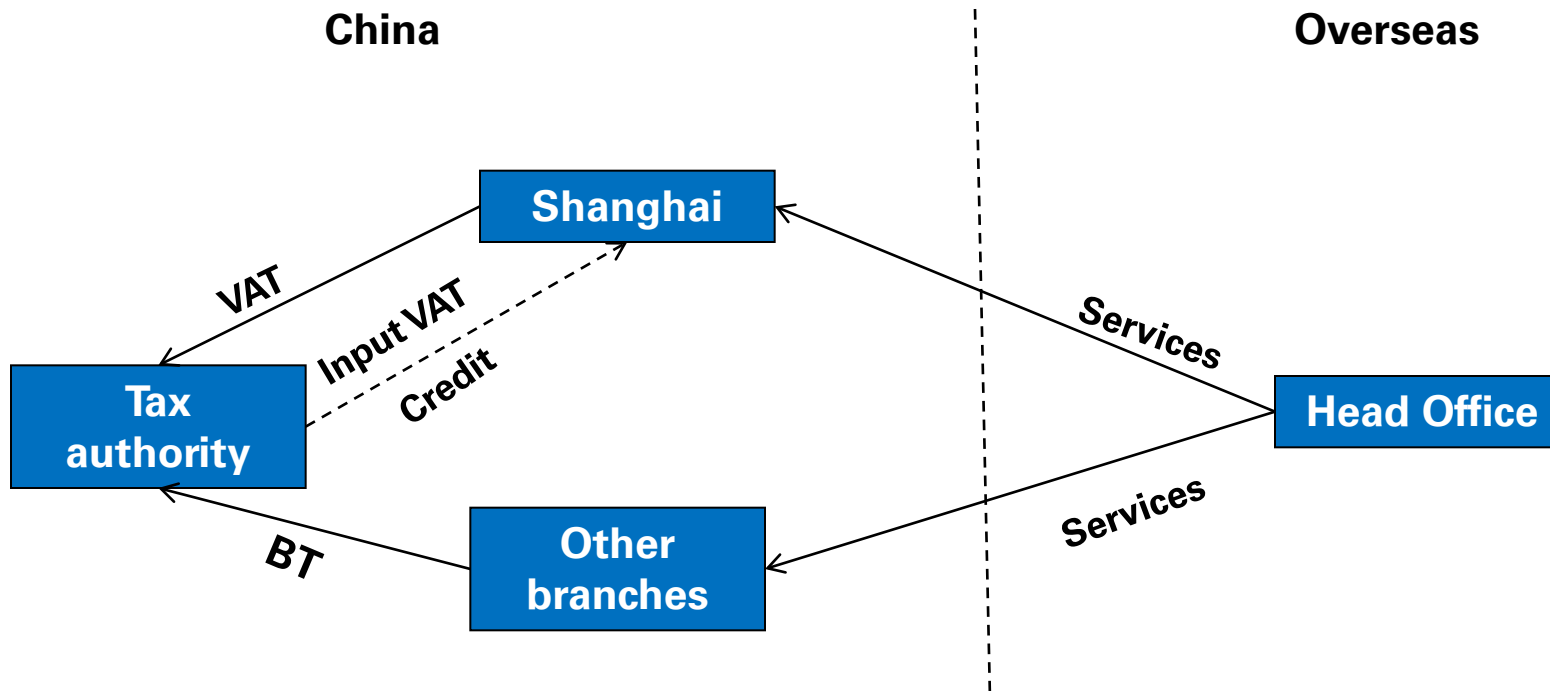 China
Overseas
Shanghai
VAT
Input VAT
Credit
Services
Tax
authority
Head Office
Services
Other
branches
BT